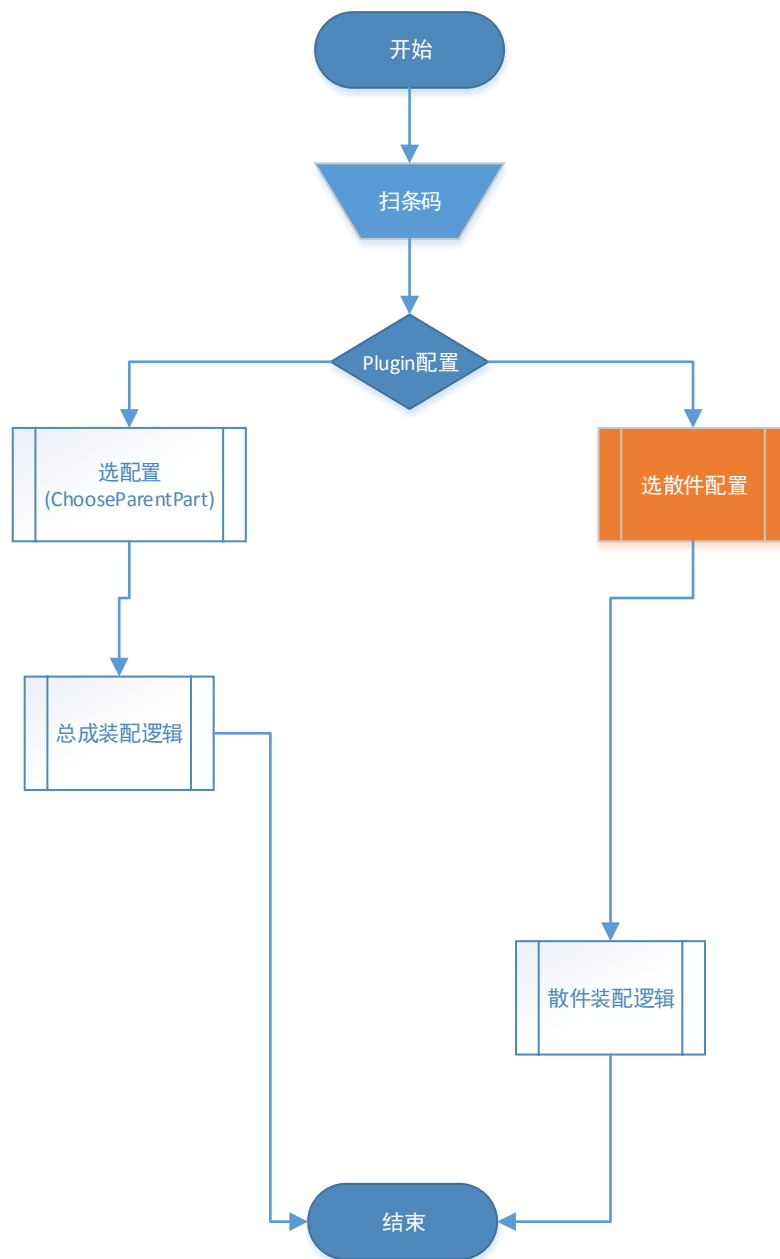 开始
扫条码
Plugin配置
选配置
(ChooseParentPart)
选散件配置
总成装配逻辑
散件装配逻辑
结束